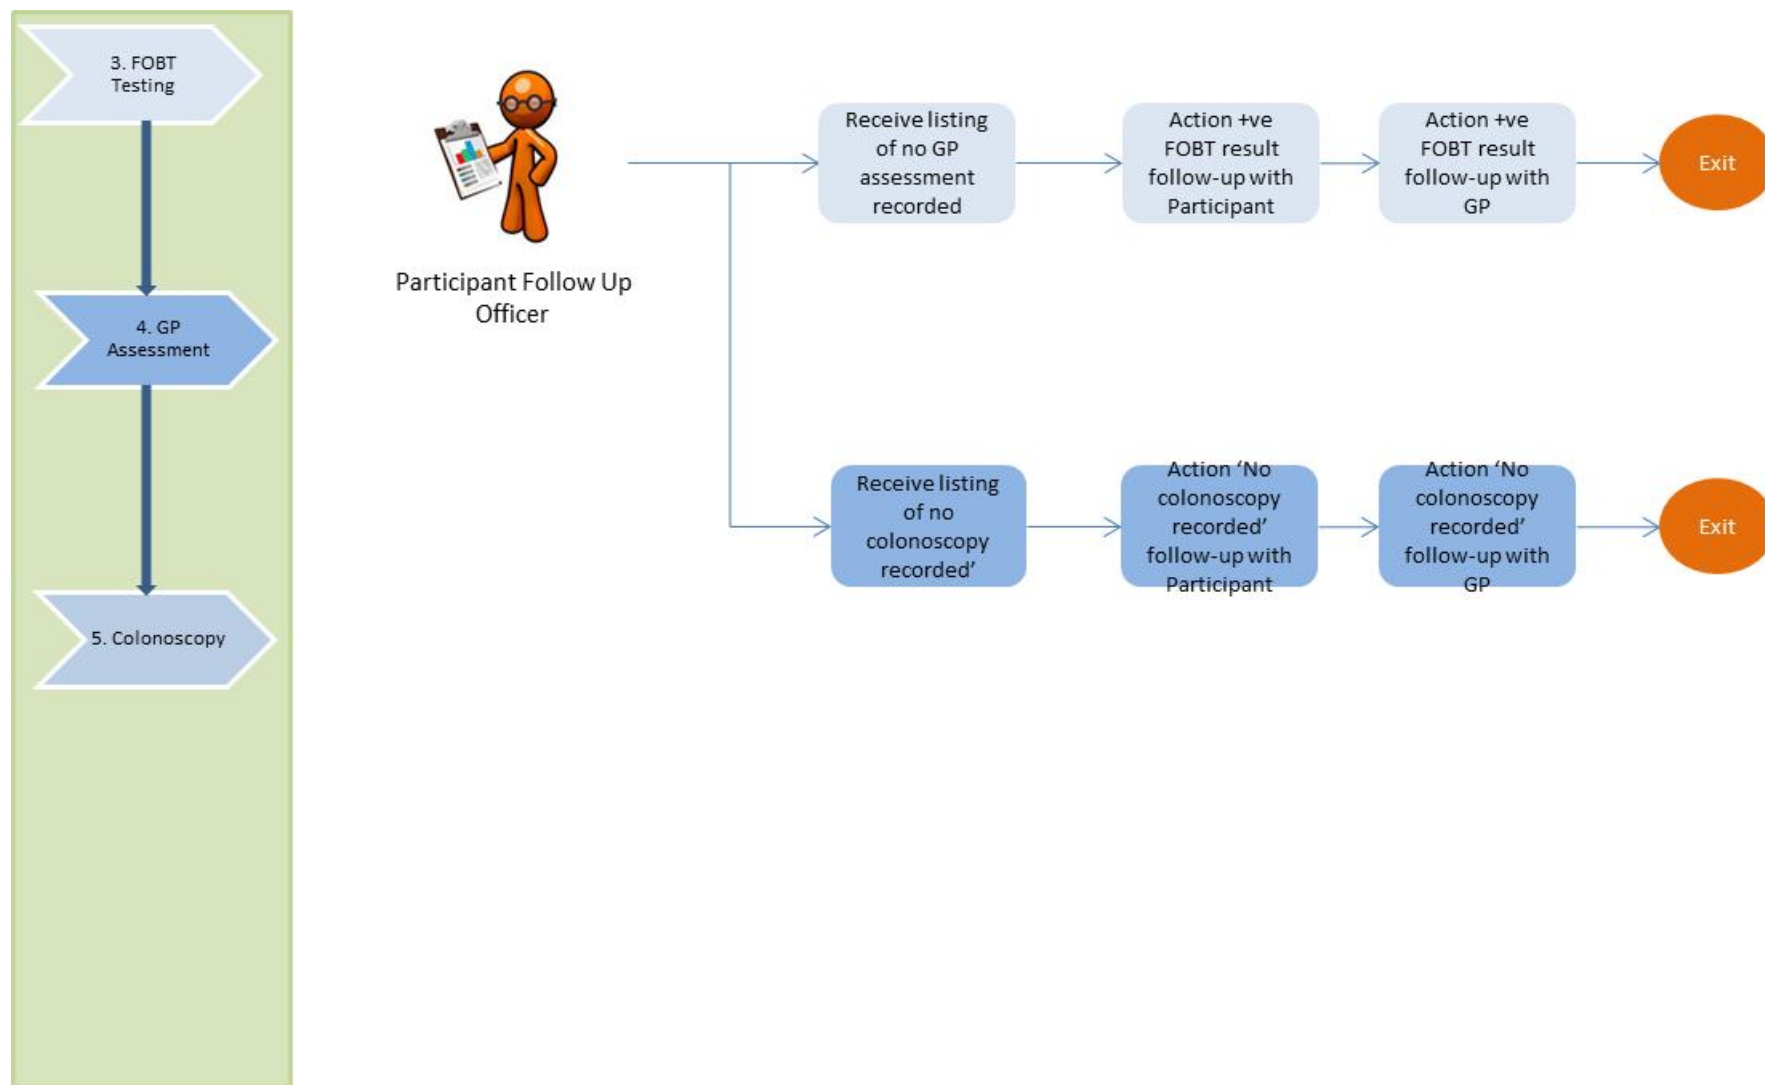 3. FOBT
Testing
4. GP
Assessment
5. Colonoscopy
Participant Follow Up
Officer
Receive listing
of no GP
assessment
recorded
Action +ve
FOBT result
follow-up with
Participant
Action +ve
FOBT result
follow-up with
GP
Exit
Receive listing
of no
colonoscopy
recorded’
Action ‘No
colonoscopy
recorded’
follow-up with
Participant
Action ‘No
colonoscopy
recorded’
follow-up with
GP
Exit